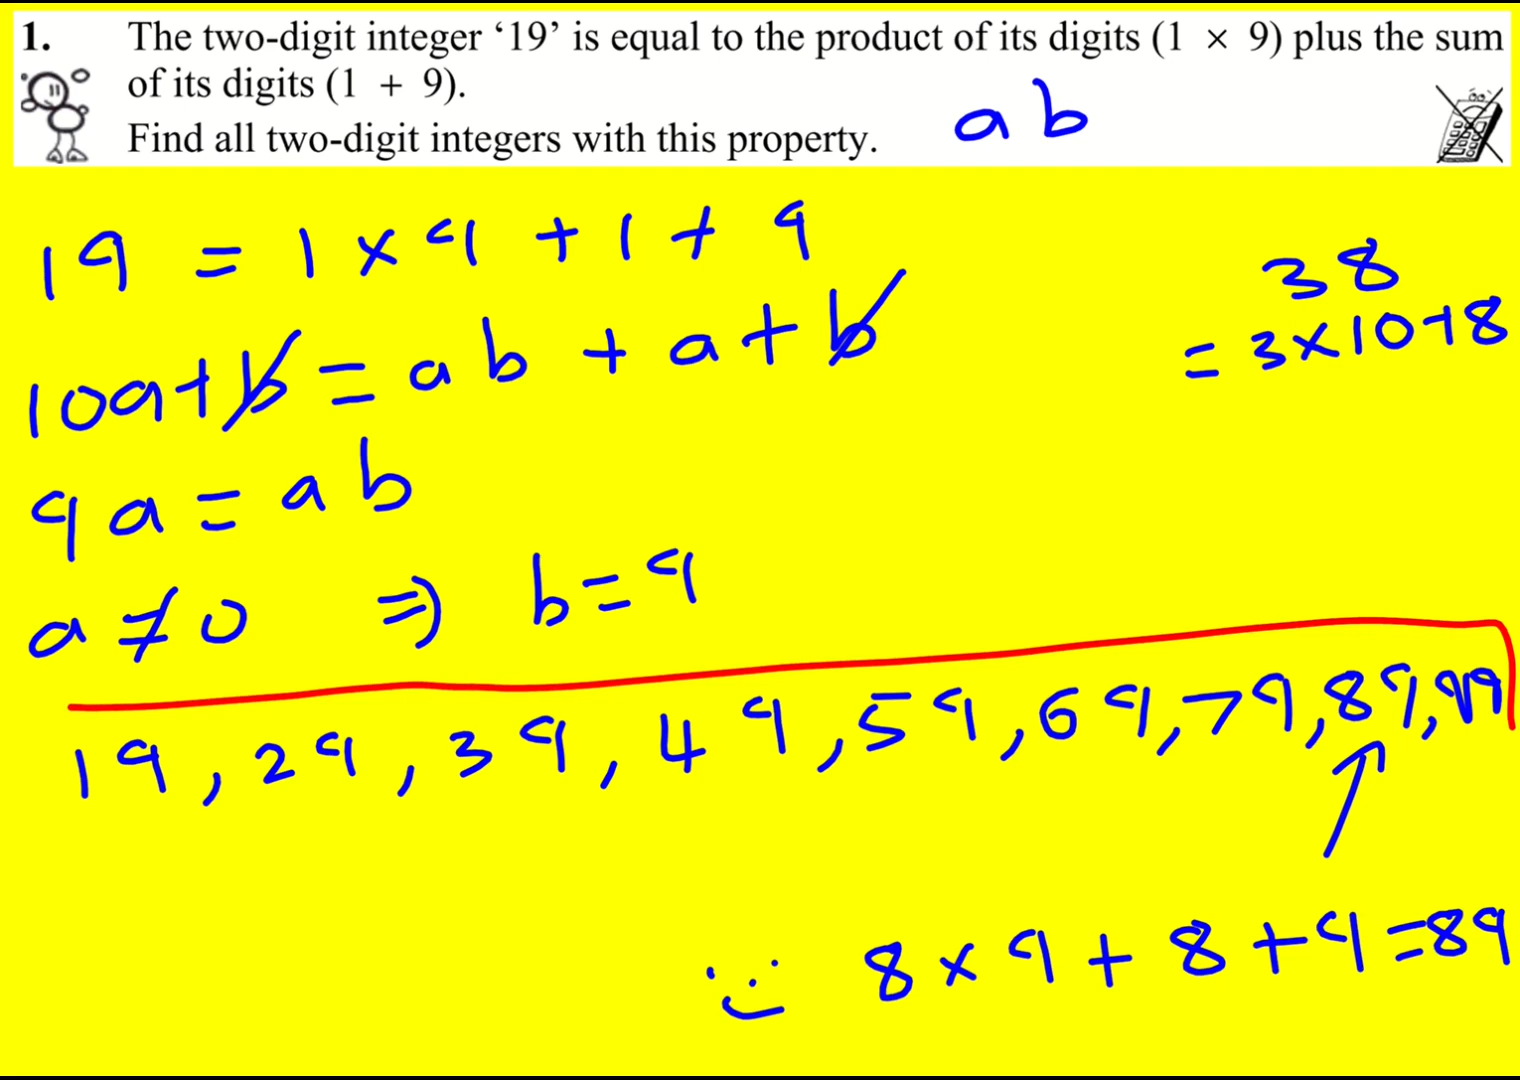 1. The two-digit integer ‘19’ is equal to the product of its digits (1 × 9) plus the sum
of its digits (1 + 9).
Find all two-digit integers with this property.
ab
19 = 1 × 9 + 1 + 9
38
= 3×10+8
10a+b = ab + a + b
9a = ab
a ≠ 0 ⇒ b = 9
19, 29, 39, 49, 59, 69, 79, 89, 99
8 × 9 + 8 + 9 = 89